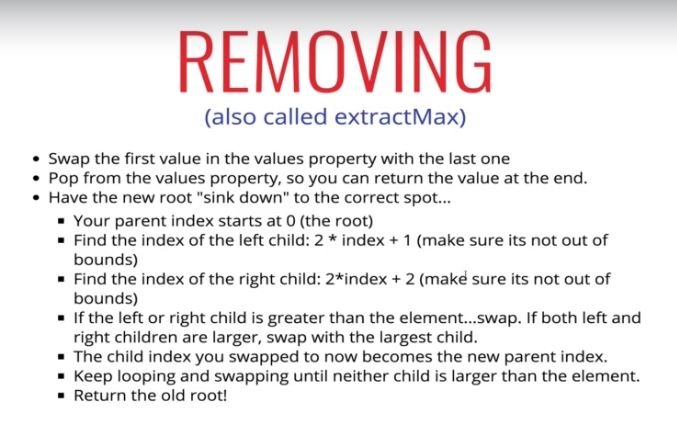 REMOVING
(also called extractMax)
• Swap the first value in the values property with the last one
• Pop from the values property, so you can return the value at the end.
• Have the new root "sink down" to the correct spot...
▪ Your parent index starts at 0 (the root)
▪ Find the index of the left child: 2 * index + 1 (make sure its not out of
bounds)
▪ Find the index of the right child: 2*index + 2 (make sure its not out of
bounds)
▪ If the left or right child is greater than the element...swap. If both left and
right children are larger, swap with the largest child.
▪ The child index you swapped to now becomes the new parent index.
▪ Keep looping and swapping until neither child is larger than the element.
▪ Return the old root!